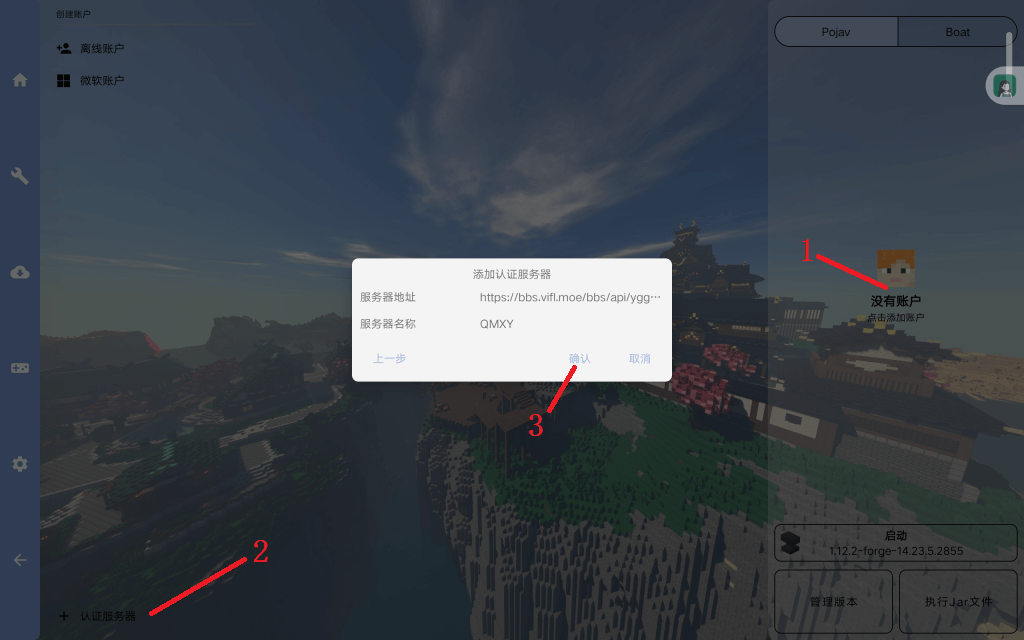 创建账户
离线账户
微软账户
Pojav
Boat
1
没有账户
点击添加账户
添加认证服务器
服务器地址
https://bbs.vifl.moe/bbs/api/ygg…
服务器名称
QMXY
上一步
确认
取消
3
2
认证服务器
启动
1.12.2-forge-14.23.5.2855
管理版本
执行Jar文件